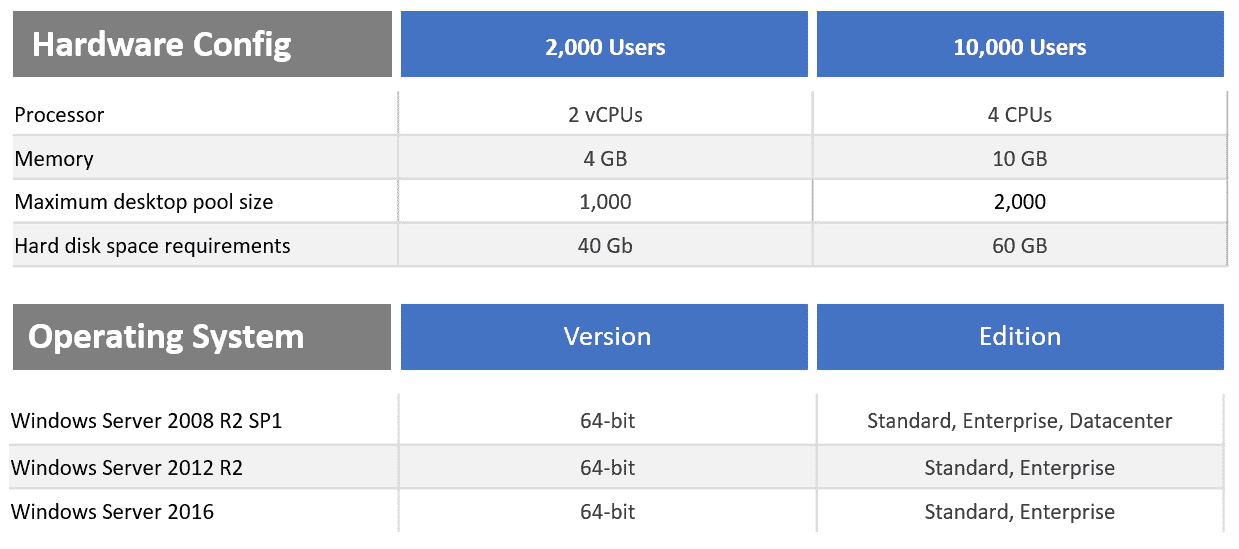 Hardware Config 2,000 Users 10,000 Users
Processor 2 vCPUs 4 CPUs
Memory 4 GB 10 GB
Maximum desktop pool size 1,000 2,000
Hard disk space requirements 40 Gb 60 GB
Operating System Version Edition
Windows Server 2008 R2 SP1 64-bit Standard, Enterprise, Datacenter
Windows Server 2012 R2 64-bit Standard, Enterprise
Windows Server 2016 64-bit Standard, Enterprise